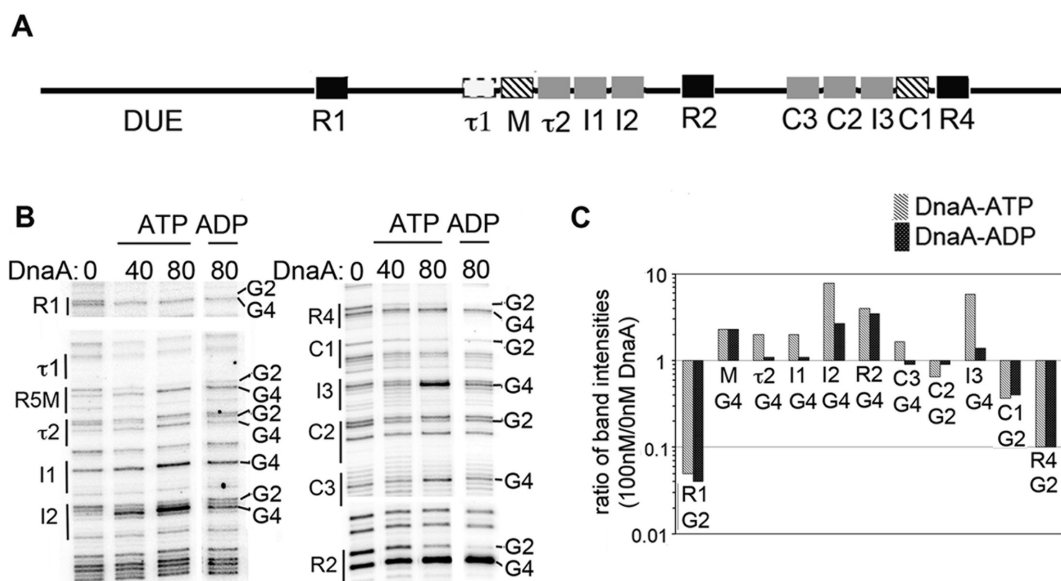 A
DUE R1 τ1 M τ2 I1 I2 R2 C3 C2 I3 C1 R4
B
ATP ADP
DnaA: 0 40 80 80
R1
G2
G4
τ1
R5M
G2
G4
τ2
G2
G4
I1
G4
I2
G2
G4
ATP ADP
DnaA: 0 40 80 80
R4
G2
G4
C1
G2
I3
G4
C2
G2
C3
G4
R2
G2
G4
C
DnaA-ATP
DnaA-ADP
ratio of band intensities
(100nM/0nM DnaA)
10
1
0.1
0.01
R1
G2
M
G4
τ2
G4
I1
G4
I2
G4
R2
G4
C3
G4
C2
G2
I3
G4
C1
G2
R4
G2